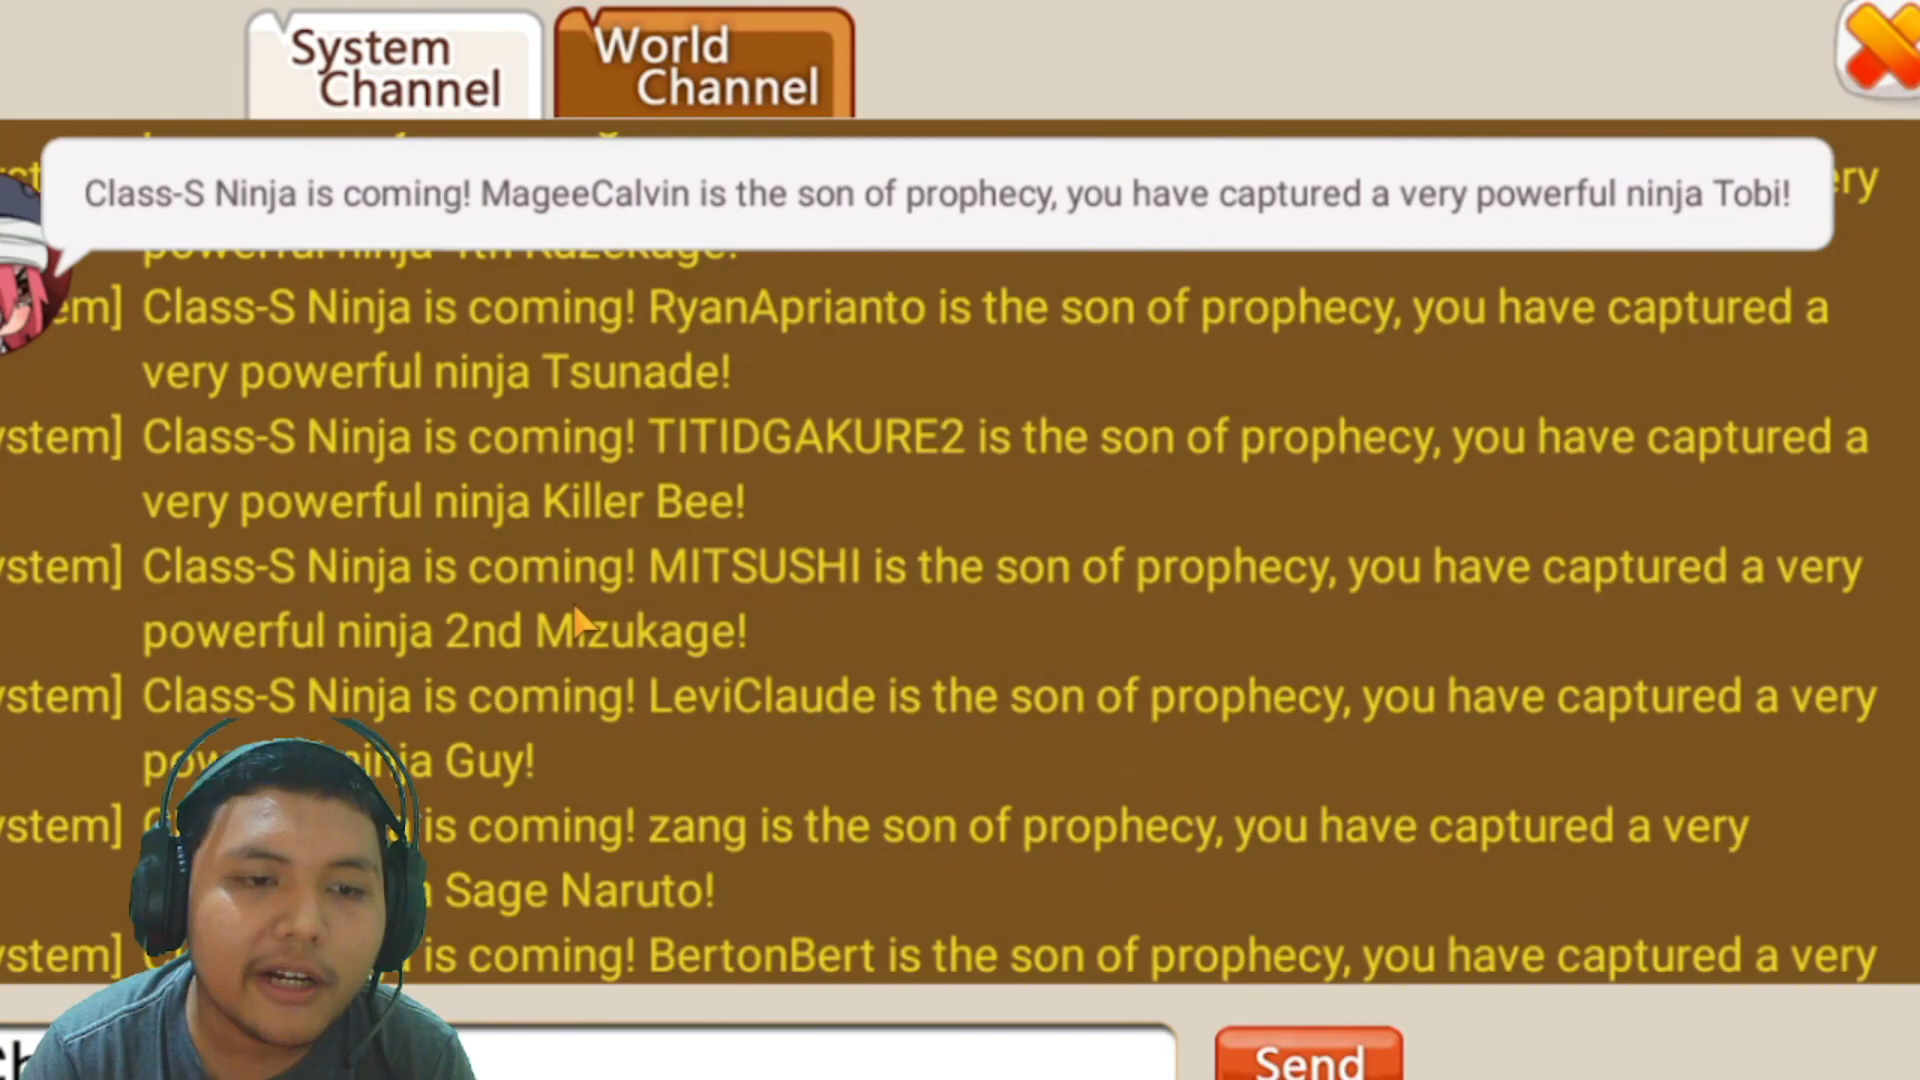 System
Channel
World
Channel
ery
Class-S Ninja is coming! MageeCalvin is the son of prophecy, you have captured a very powerful ninja Tobi!
powerful ninja 4th Kazekage!
em] Class-S Ninja is coming! RyanAprianto is the son of prophecy, you have captured a
very powerful ninja Tsunade!
ystem] Class-S Ninja is coming! TITIDGAKURE2 is the son of prophecy, you have captured a
very powerful ninja Killer Bee!
ystem] Class-S Ninja is coming! MITSUSHI is the son of prophecy, you have captured a very
powerful ninja 2nd Mizukage!
ystem] Class-S Ninja is coming! LeviClaude is the son of prophecy, you have captured a very
ninja Guy!
ystem] is coming! zang is the son of prophecy, you have captured a very
Sage Naruto!
ystem] is coming! BertonBert is the son of prophecy, you have captured a very
Send